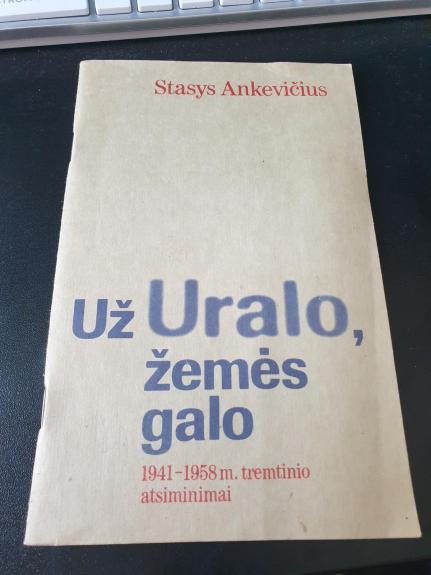 Stasys Ankevičius
Už Uralo,
žemės
galo
1941–1958 m. tremtinio
atsiminimai